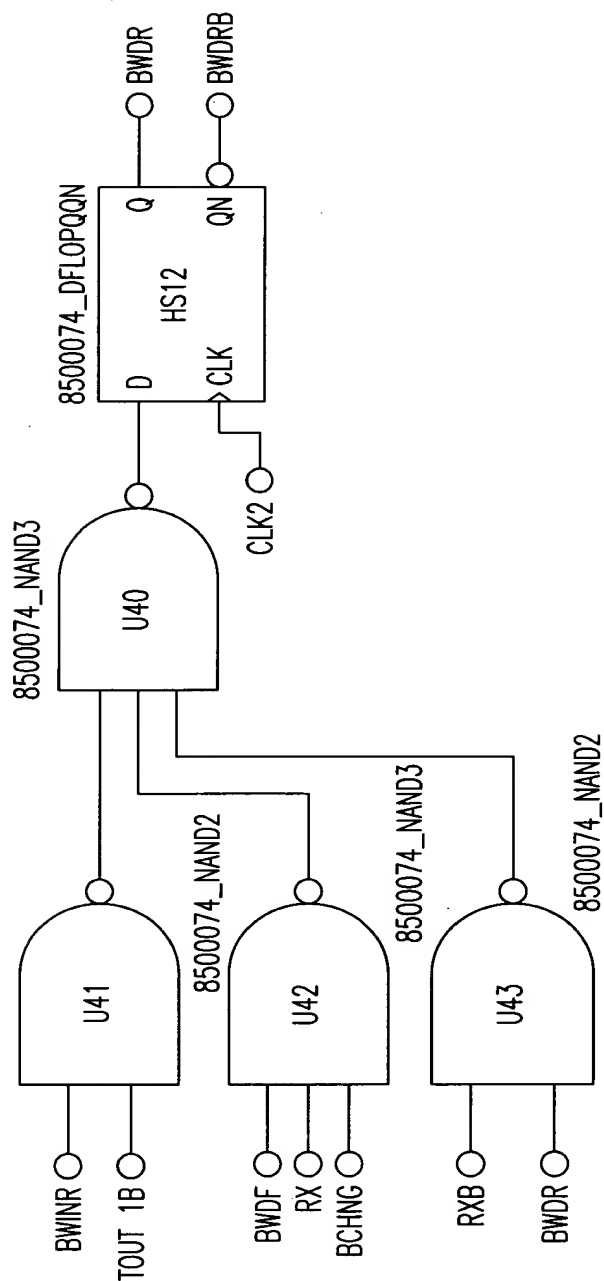 BWINR
TOUT 1B
U41
8500074_NAND2
BWDF
RX
BCHNG
U42
8500074_NAND3
RXB
BWDR
U43
8500074_NAND2
8500074_NAND3
U40
CLK2
8500074_DFLOPQQN
D
Q
HS12
CLK
QN
BWDR
BWDRB